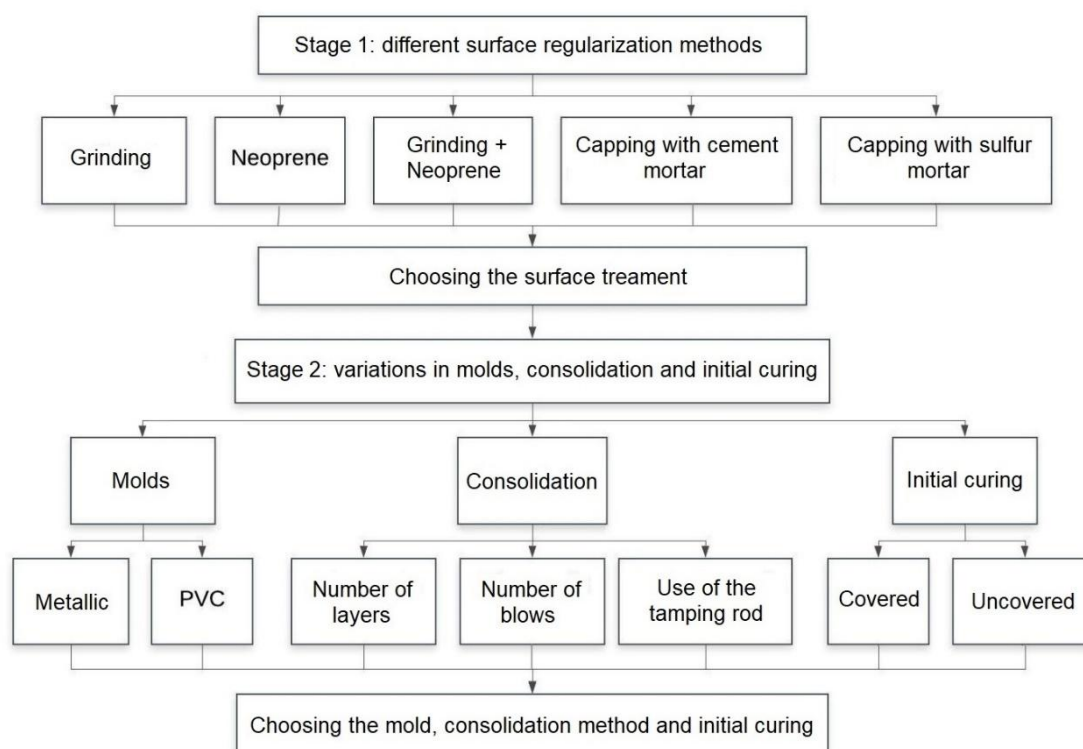 Stage 1: different surface regularization methods
Grinding
Neoprene
Grinding +
Neoprene
Capping with cement
mortar
Capping with sulfur
mortar
Choosing the surface treament
Stage 2: variations in molds, consolidation and initial curing
Molds
Consolidation
Initial curing
Metallic
PVC
Number of
layers
Number of
blows
Use of the
tamping rod
Covered
Uncovered
Choosing the mold, consolidation method and initial curing